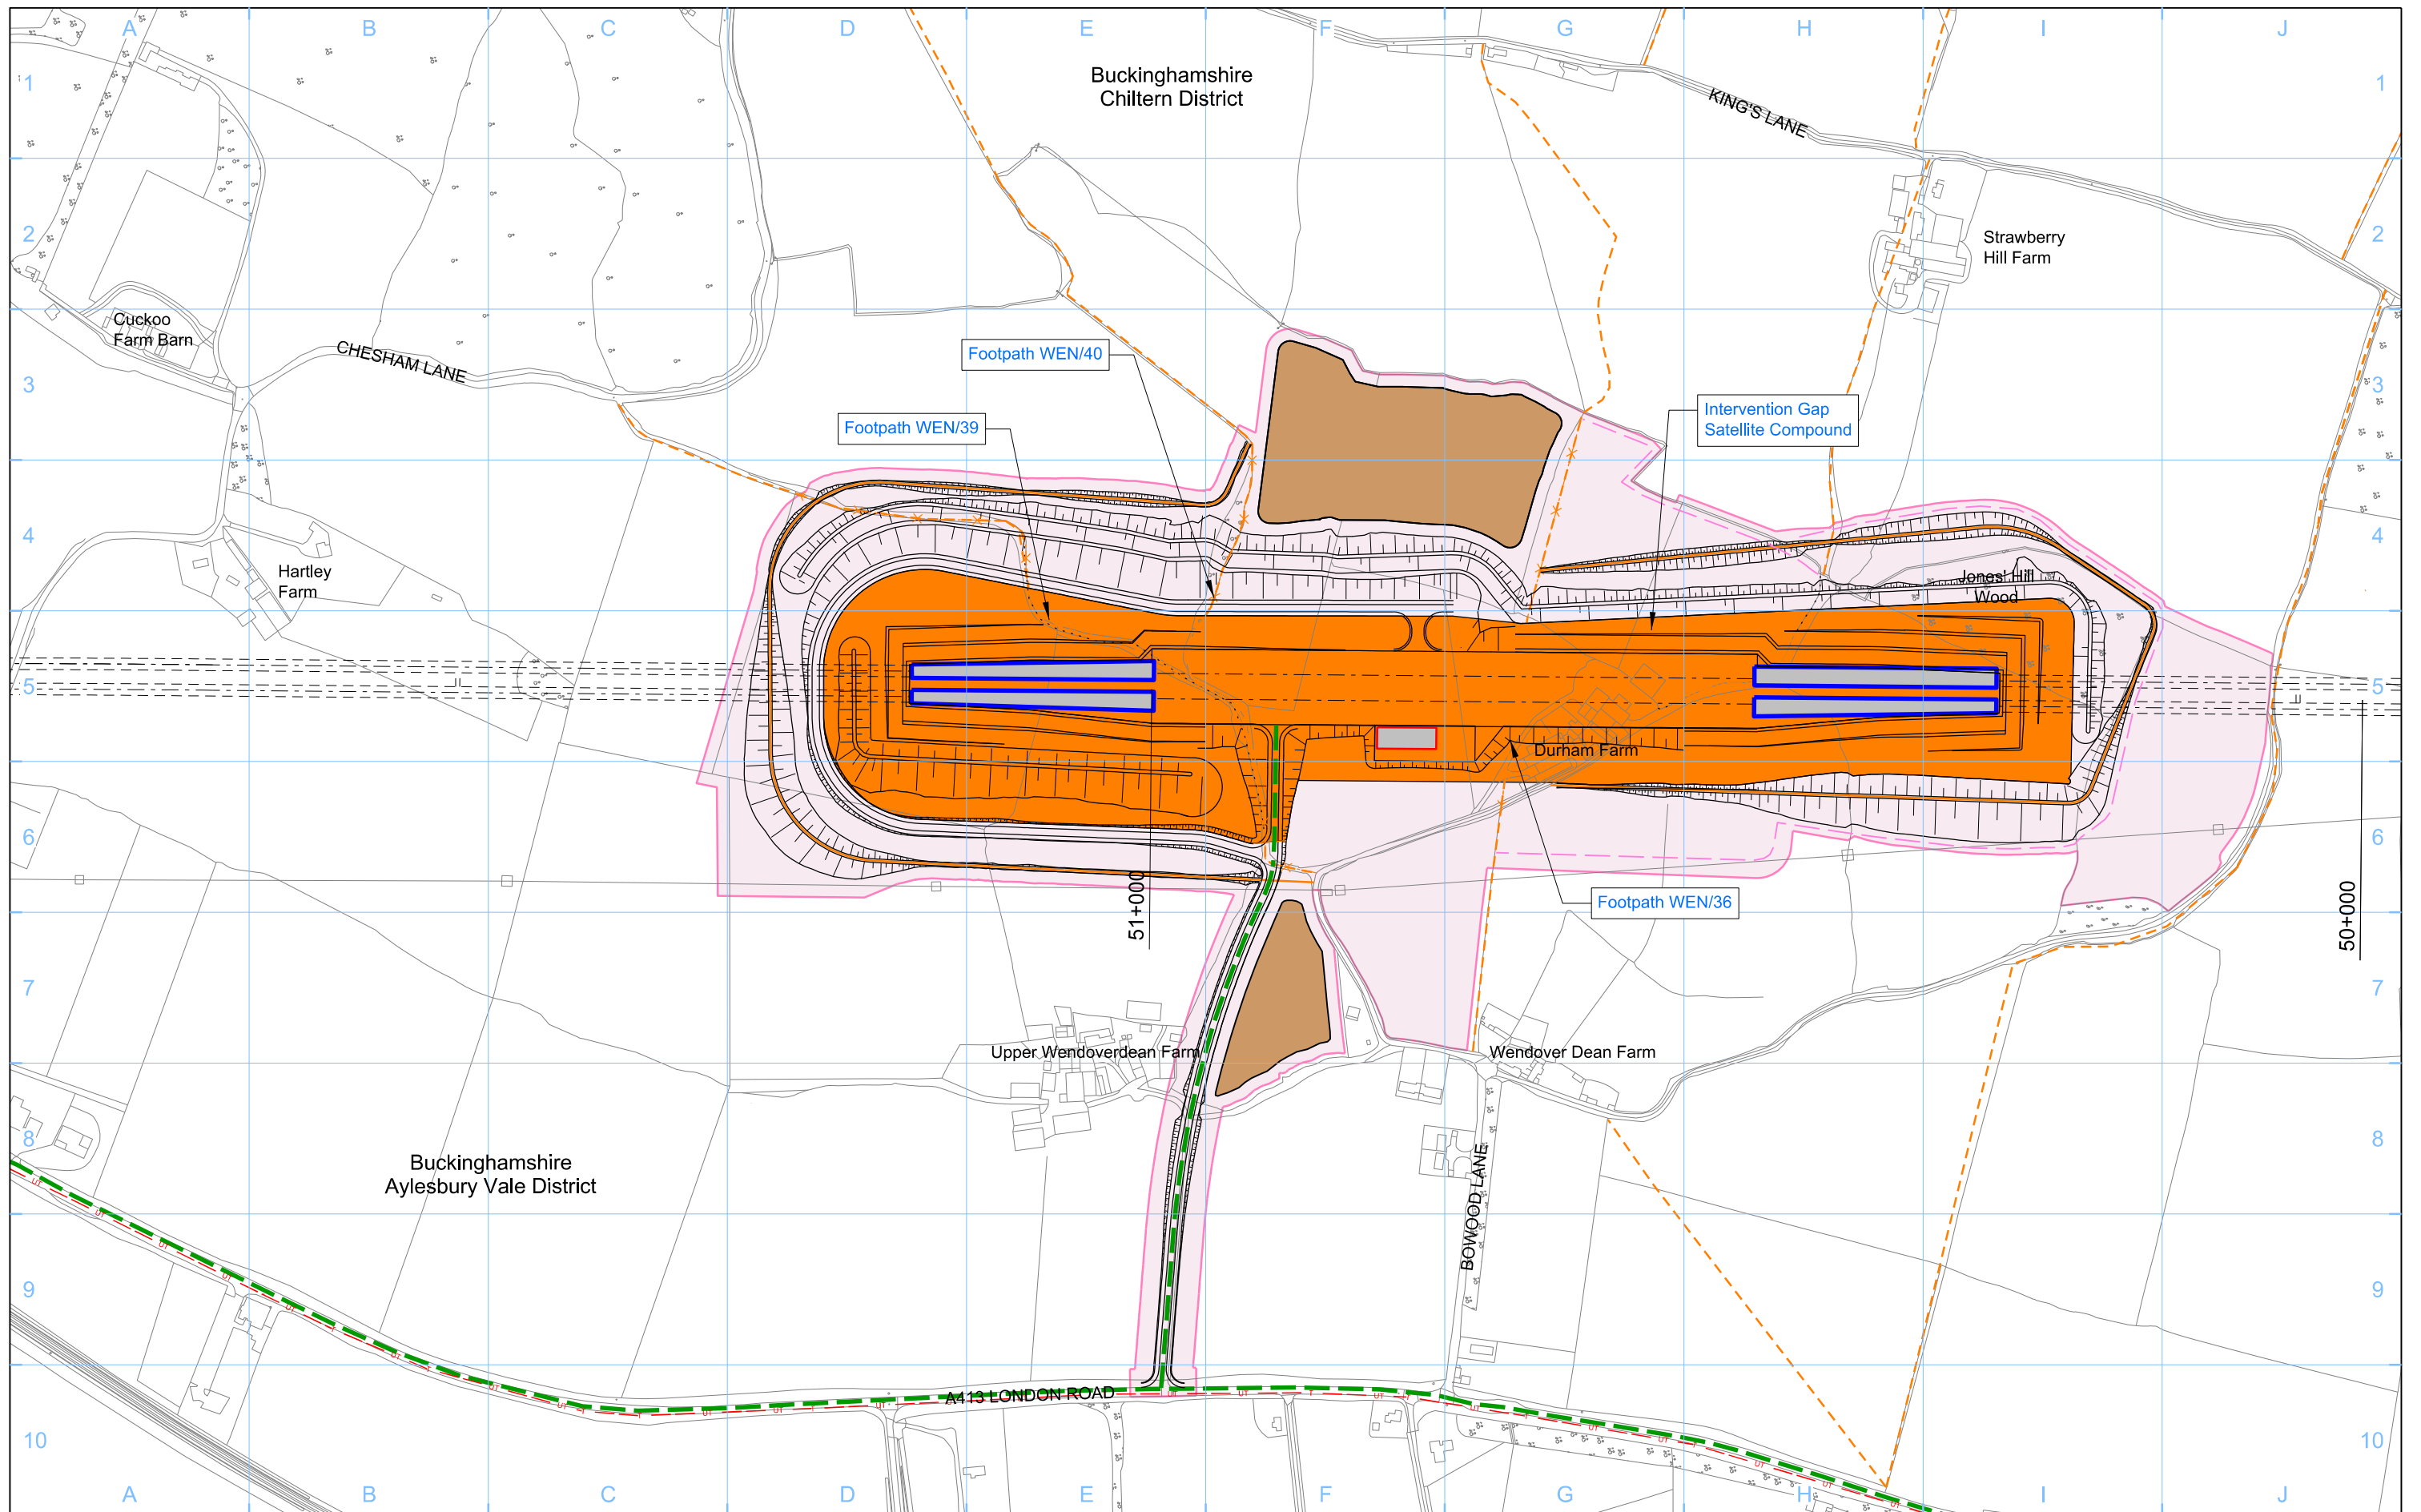 A B C D E F G H I J
1 1
Buckinghamshire
Chiltern District
KING'S LANE
2 2
Strawberry
Hill Farm
Cuckoo
Farm Barn
CHESHAM LANE
3 3
Footpath WEN/40
Footpath WEN/39
Intervention Gap
Satellite Compound
4 4
Hartley
Farm
Jones' Hill
Wood
5 5
Durham Farm
6 6
51+000
Footpath WEN/36
50+000
7 7
Upper Wendoverdean Farm
Wendover Dean Farm
8 8
Buckinghamshire
Aylesbury Vale District
BOWOOD LANE
9 9
A413 LONDON ROAD
10 10
A B C D E F G H I J